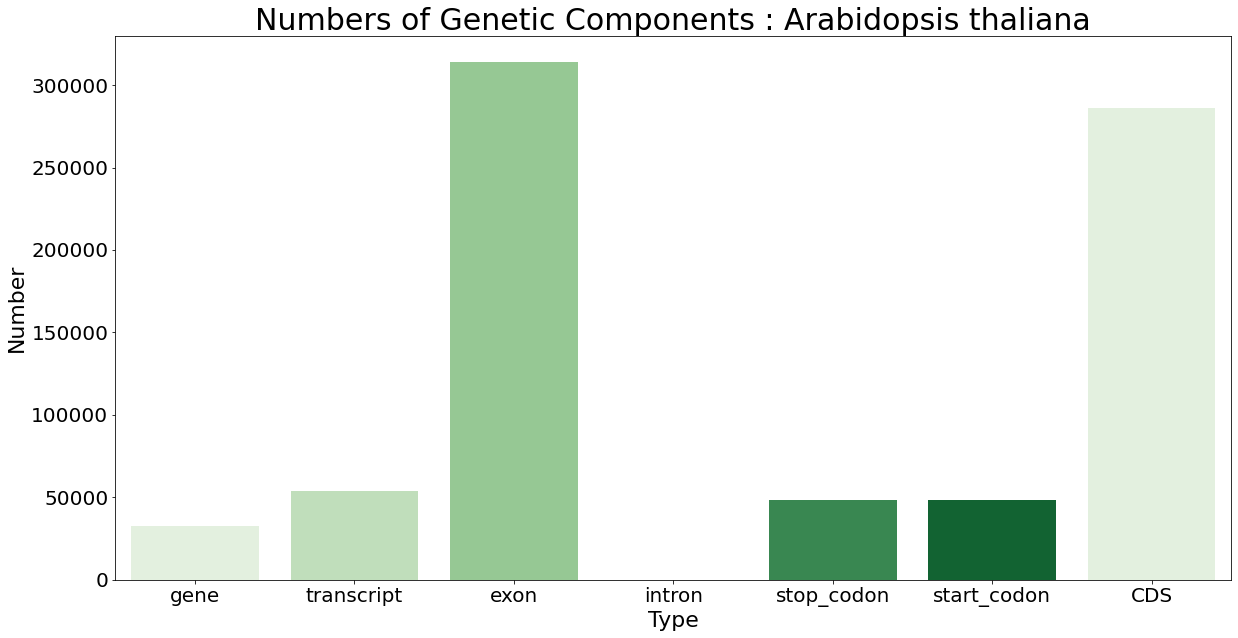 Numbers of Genetic Components : Arabidopsis thaliana
300000
250000
200000
150000
100000
50000
0
Number
gene transcript exon intron stop_codon start_codon CDS
Type